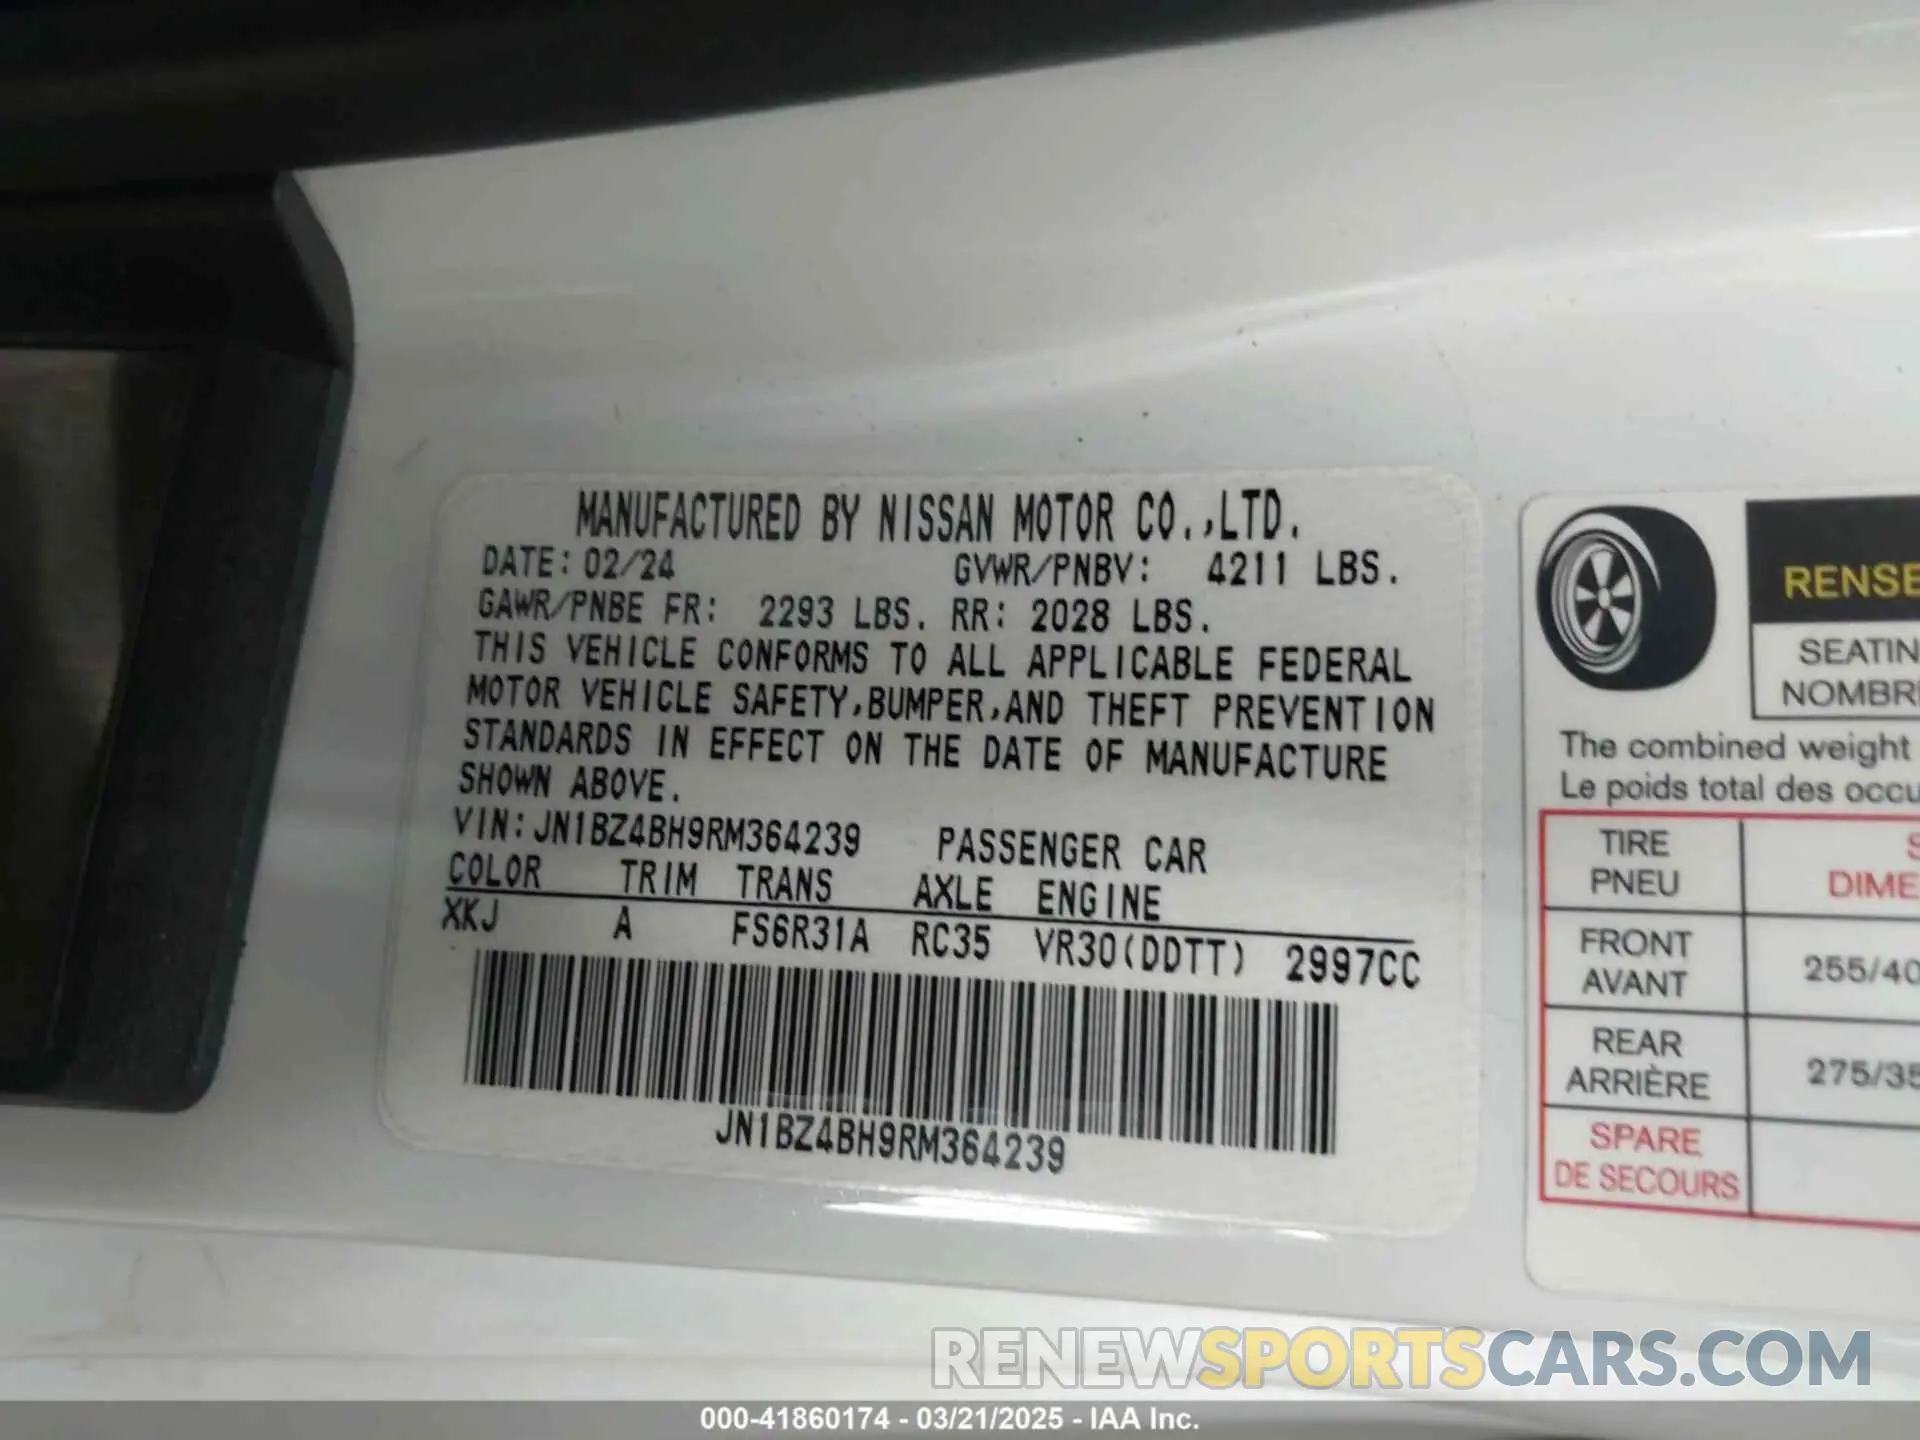 MANUFACTURED BY NISSAN MOTOR CO.,LTD.
DATE: 02/24 GVWR/PNBV: 4211 LBS.
GAWR/PNBE FR: 2293 LBS. RR: 2028 LBS.
THIS VEHICLE CONFORMS TO ALL APPLICABLE FEDERAL
MOTOR VEHICLE SAFETY,BUMPER,AND THEFT PREVENTION
STANDARDS IN EFFECT ON THE DATE OF MANUFACTURE
SHOWN ABOVE.
VIN: JN1BZ4BH9RM364239 PASSENGER CAR
COLOR TRIM TRANS AXLE ENGINE
XKJ A FS6R31A RC35 VR30(DDTT) 2997CC
JN1BZ4BH9RM364239
RENSE
SEATIN
NOMBRE
The combined weight
Le poids total des occu
TIRE
PNEU
S
DIME
FRONT
AVANT
255/40
REAR
ARRIÈRE
275/35
SPARE
DE SECOURS
RENEWSPORTSCARS.COM
000-41860174 - 03/21/2025 - IAA Inc.